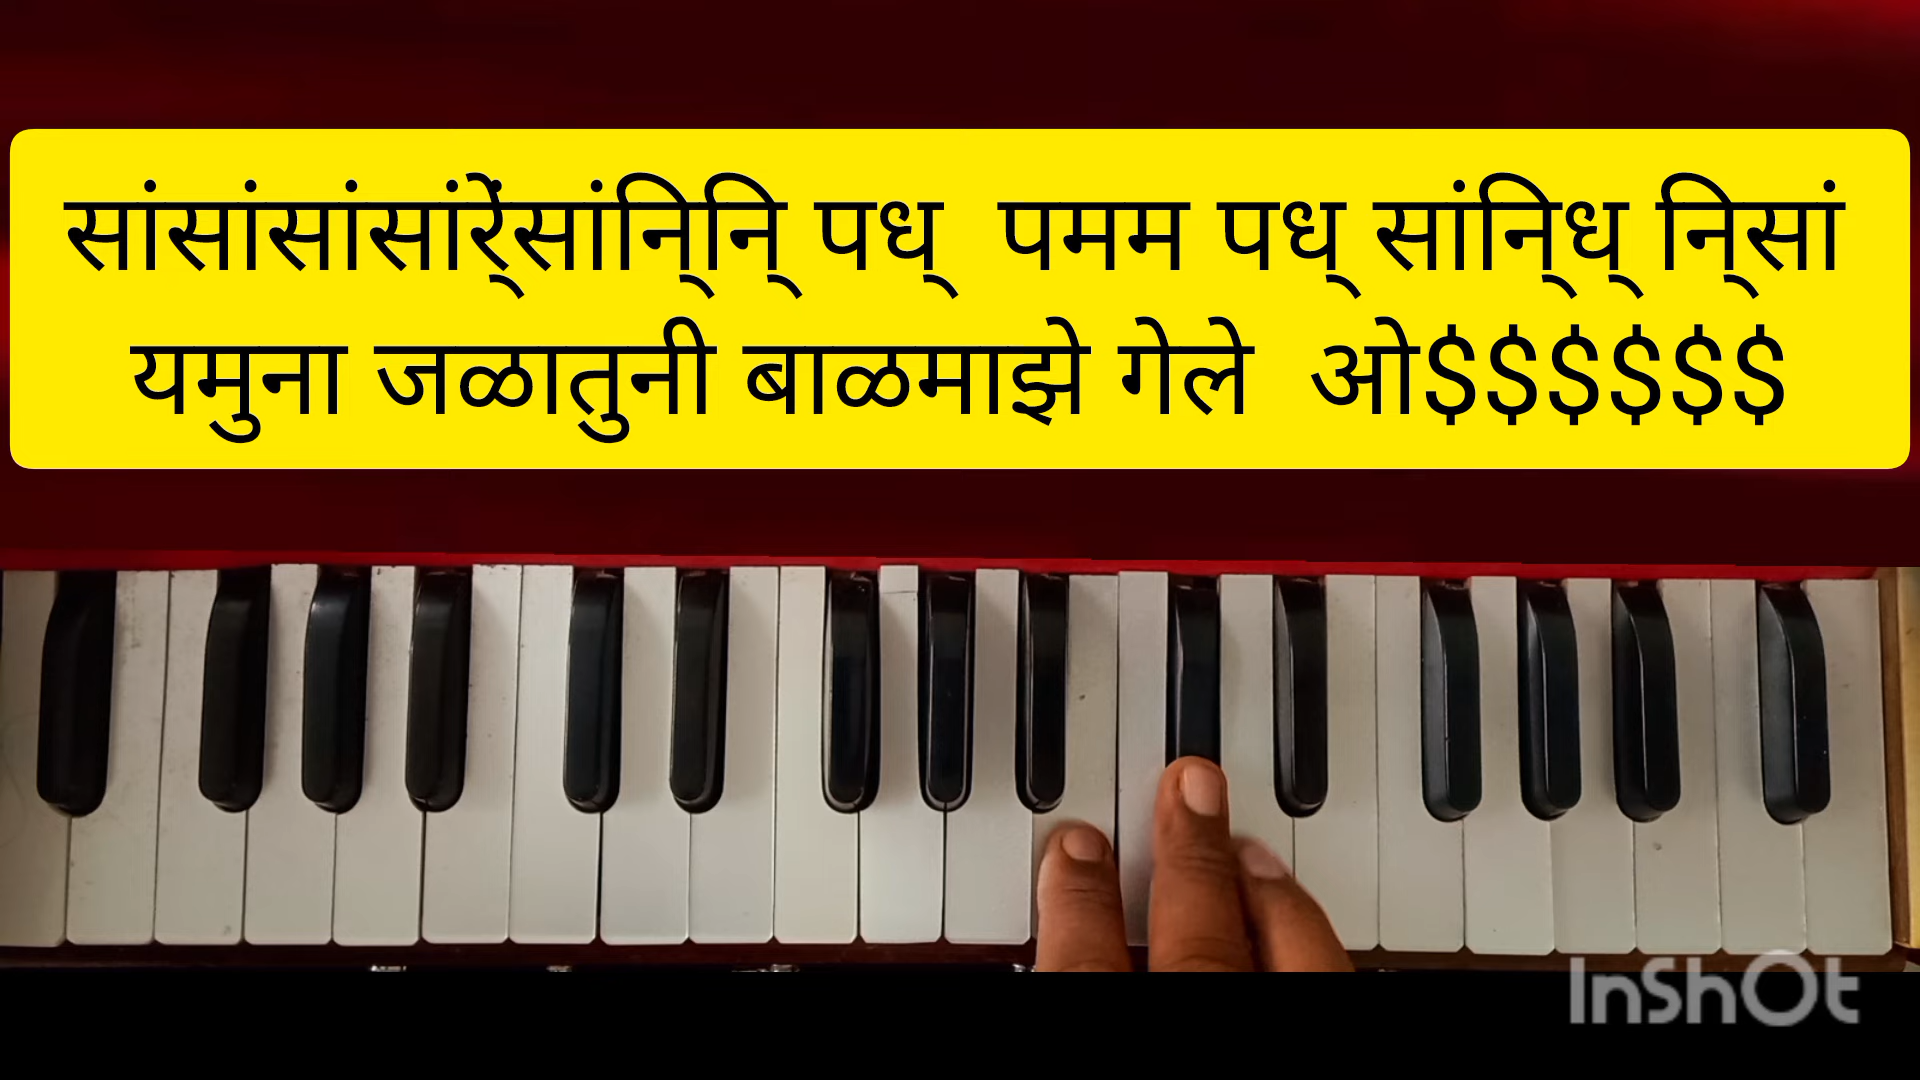 सांसांसांसांरें्सांनि्नि् पध्  पमम पध् सांनि्ध् नि्सां
यमुना जळातुनी बाळमाझे गेले  ओ$$$$$$
InShOt